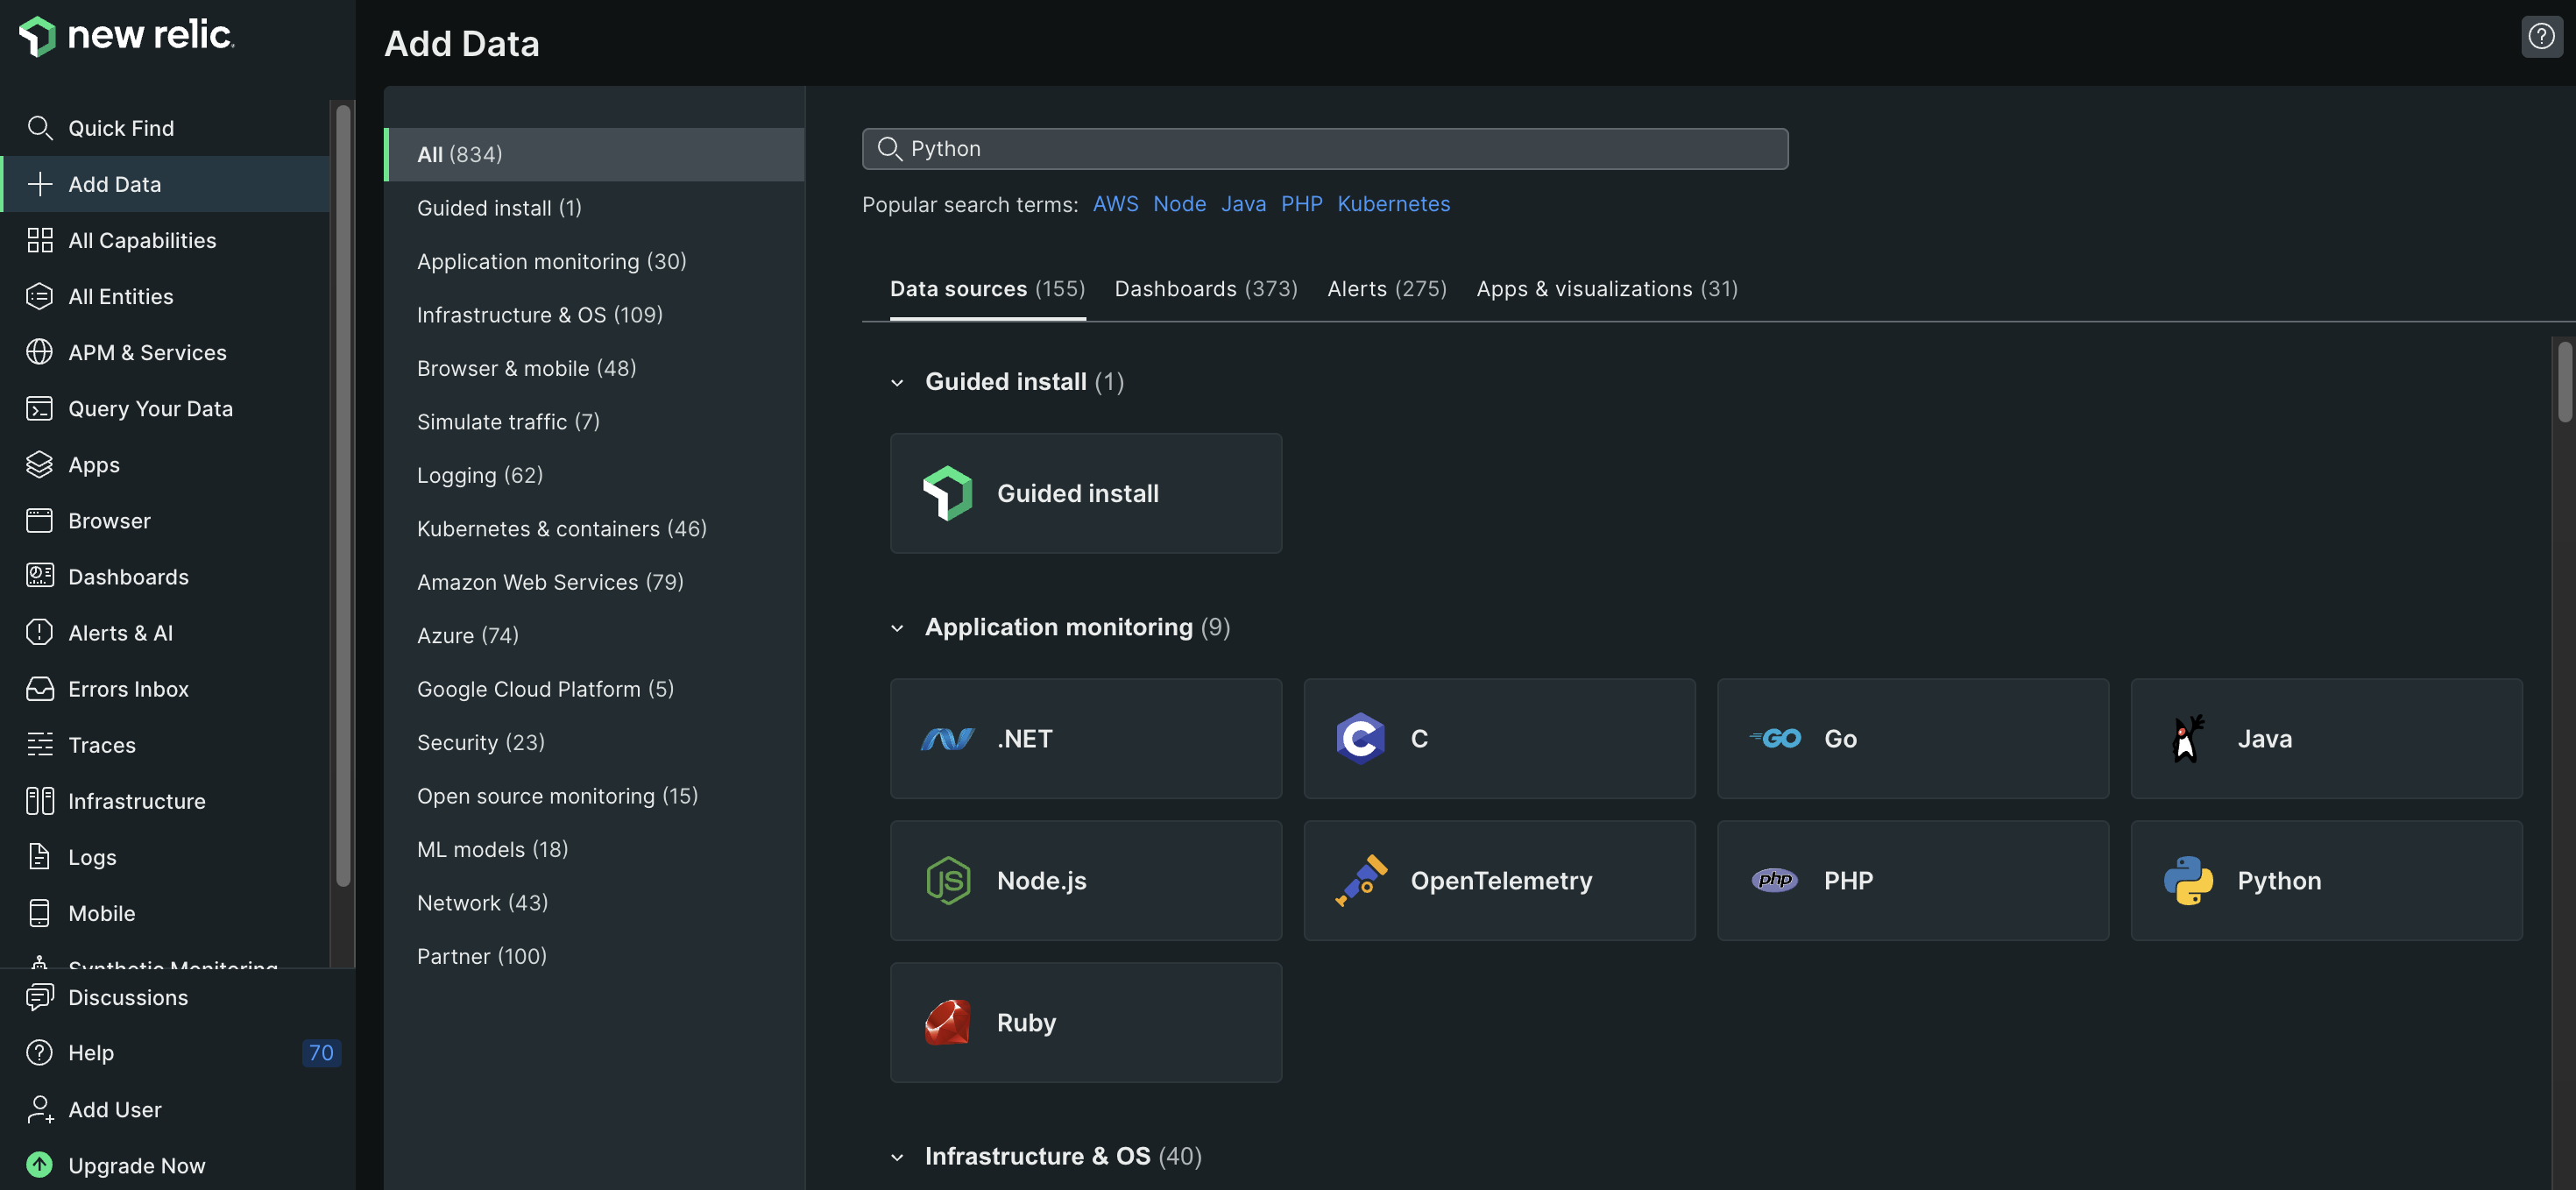 new relic.
Quick Find
Add Data
All Capabilities
All Entities
APM & Services
Query Your Data
Apps
Browser
Dashboards
Alerts & AI
Errors Inbox
Traces
Infrastructure
Logs
Mobile
Synthetic Monitoring
Discussions
Help 70
Add User
Upgrade Now
Add Data
All (834)
Guided install (1)
Application monitoring (30)
Infrastructure & OS (109)
Browser & mobile (48)
Simulate traffic (7)
Logging (62)
Kubernetes & containers (46)
Amazon Web Services (79)
Azure (74)
Google Cloud Platform (5)
Security (23)
Open source monitoring (15)
ML models (18)
Network (43)
Partner (100)
Python
Popular search terms: AWS Node Java PHP Kubernetes
Data sources (155) Dashboards (373) Alerts (275) Apps & visualizations (31)
Guided install (1)
Guided install
Application monitoring (9)
.NET
C C
GO Go
Java
JS Node.js
OpenTelemetry
php PHP
Python
Ruby
Infrastructure & OS (40)